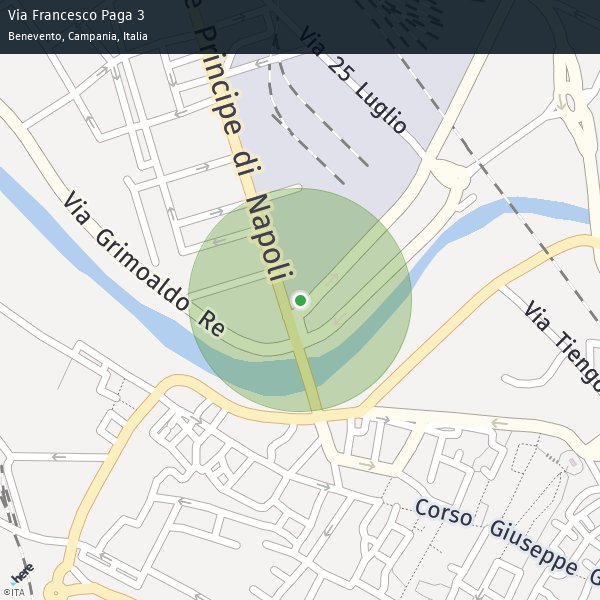 Via Francesco Paga 3
Benevento, Campania, Italia
e Principe di Napoli
Via 25 Luglio
Via Grimoaldo Re
Via Tiengo
Corso Giuseppe G
here
©ITA